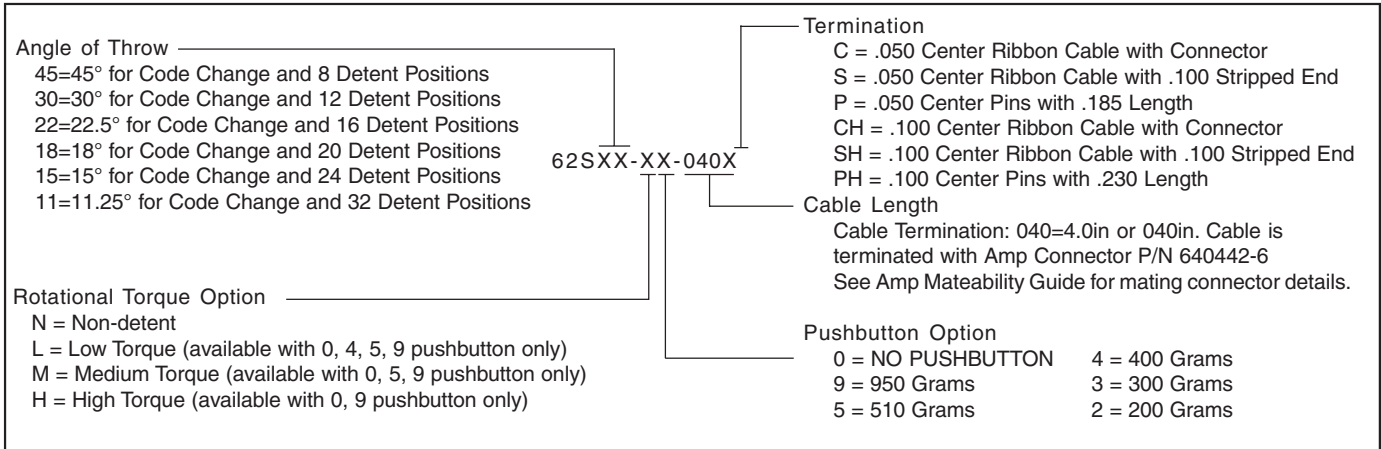 Angle of Throw
45=45° for Code Change and 8 Detent Positions
30=30° for Code Change and 12 Detent Positions
22=22.5° for Code Change and 16 Detent Positions
18=18° for Code Change and 20 Detent Positions
15=15° for Code Change and 24 Detent Positions
11=11.25° for Code Change and 32 Detent Positions
Rotational Torque Option
N = Non-detent
L = Low Torque (available with 0, 4, 5, 9 pushbutton only)
M = Medium Torque (available with 0, 5, 9 pushbutton only)
H = High Torque (available with 0, 9 pushbutton only)
62SXX-XX-040X
Termination
C = .050 Center Ribbon Cable with Connector
S = .050 Center Ribbon Cable with .100 Stripped End
P = .050 Center Pins with .185 Length
CH = .100 Center Ribbon Cable with Connector
SH = .100 Center Ribbon Cable with .100 Stripped End
PH = .100 Center Pins with .230 Length
Cable Length
Cable Termination: 040=4.0in or 040in. Cable is
terminated with Amp Connector P/N 640442-6
See Amp Mateability Guide for mating connector details.
Pushbutton Option
0 = NO PUSHBUTTON 4 = 400 Grams
9 = 950 Grams 3 = 300 Grams
5 = 510 Grams 2 = 200 Grams